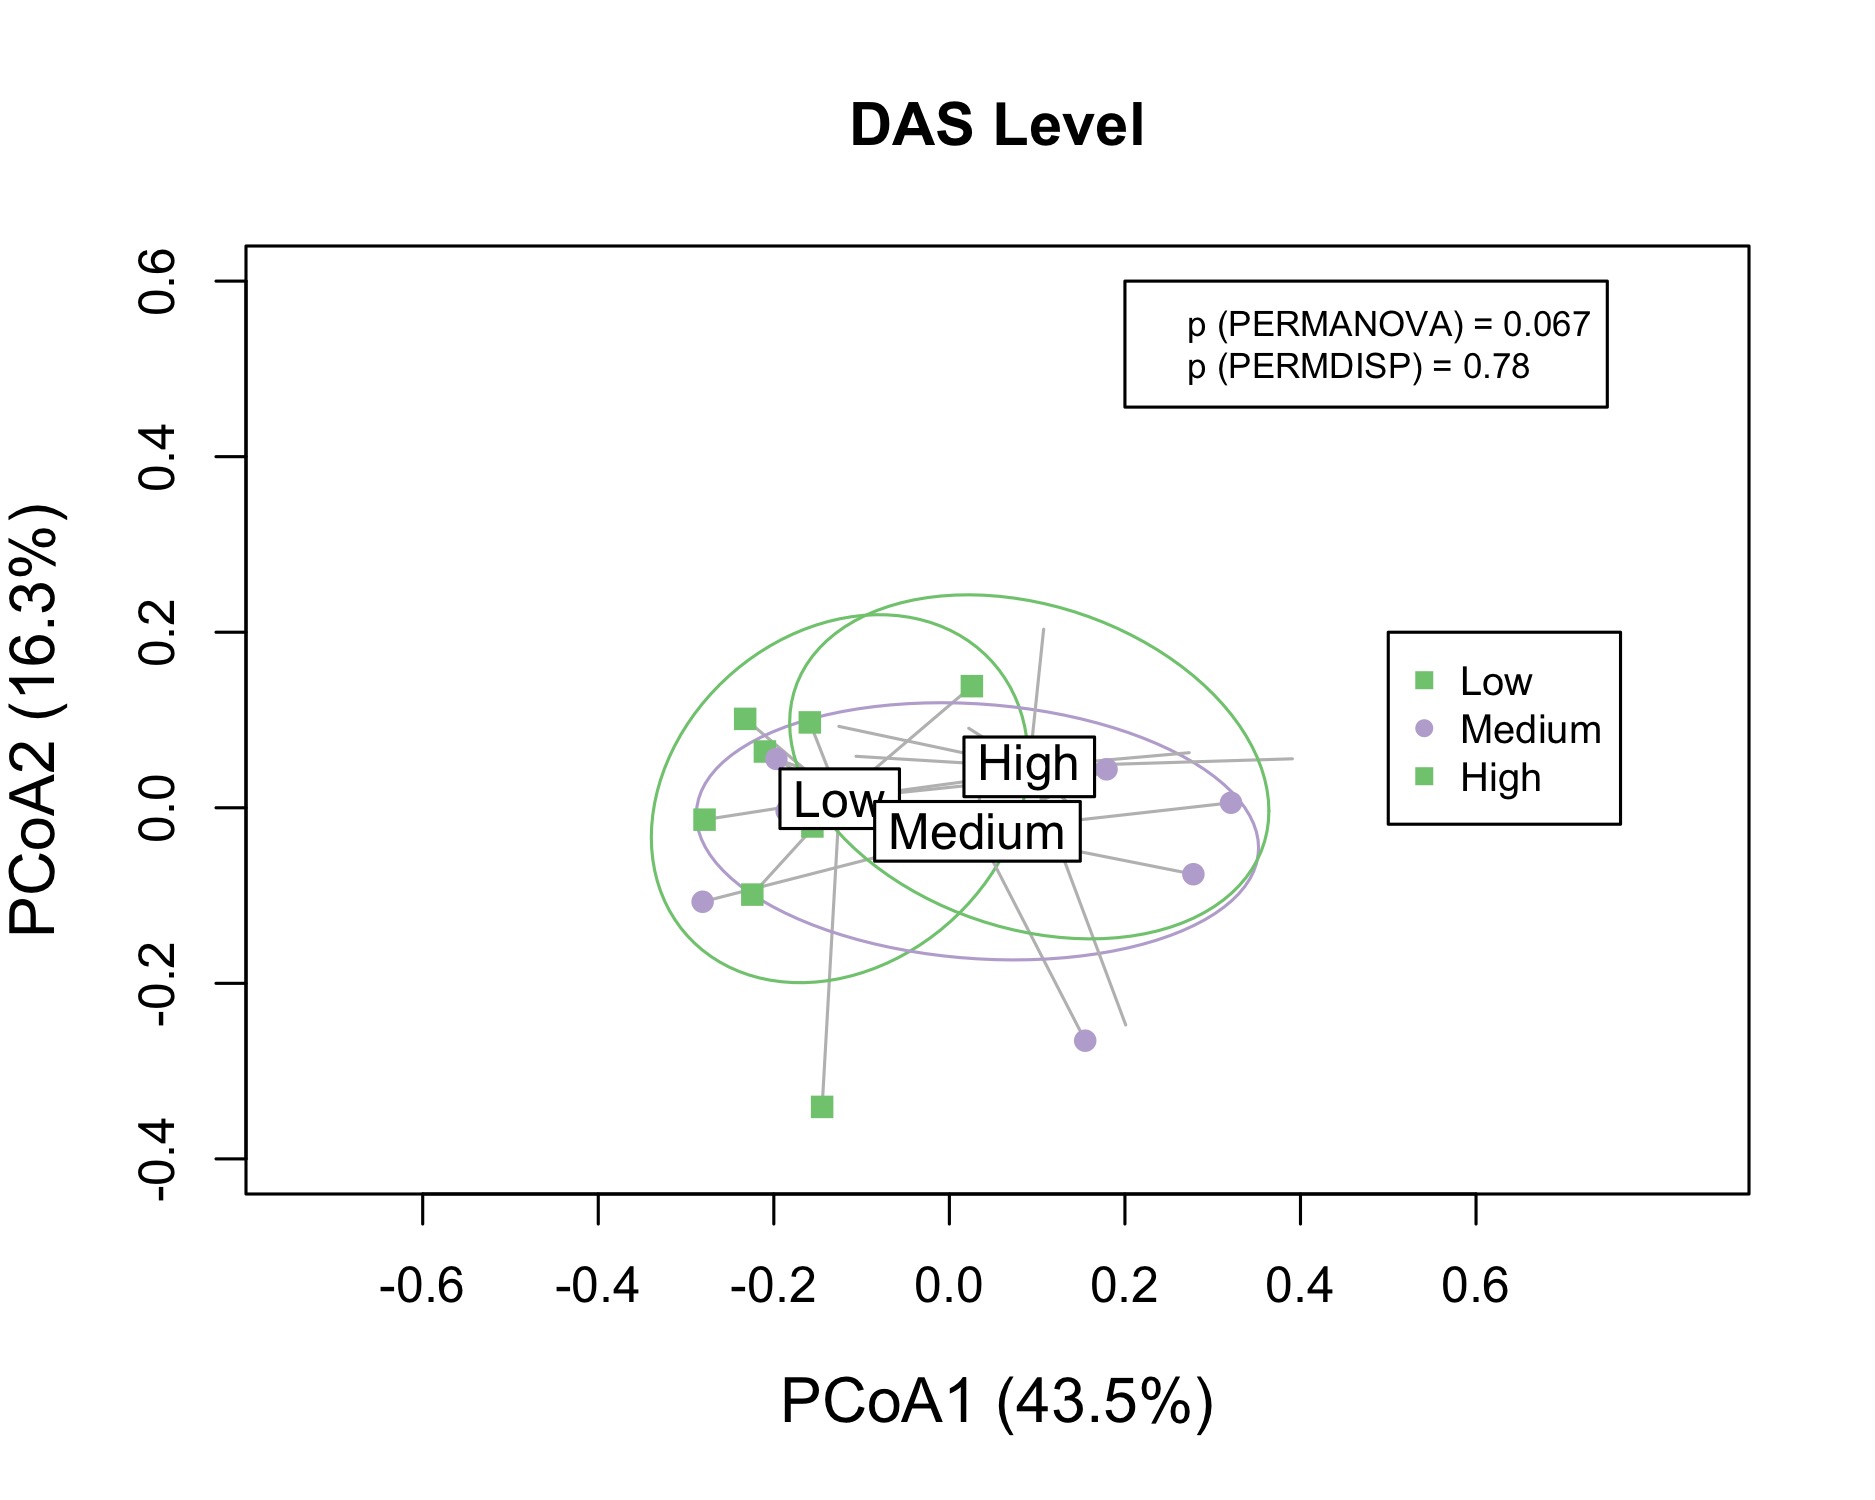 DAS Level
p (PERMANOVA) = 0.067
p (PERMDISP) = 0.78
PCoA2 (16.3%)
0.6
0.4
0.2
0.0
-0.2
-0.4
High
Low
Medium
Low
Medium
High
-0.6
-0.4
-0.2
0.0
0.2
0.4
0.6
PCoA1 (43.5%)